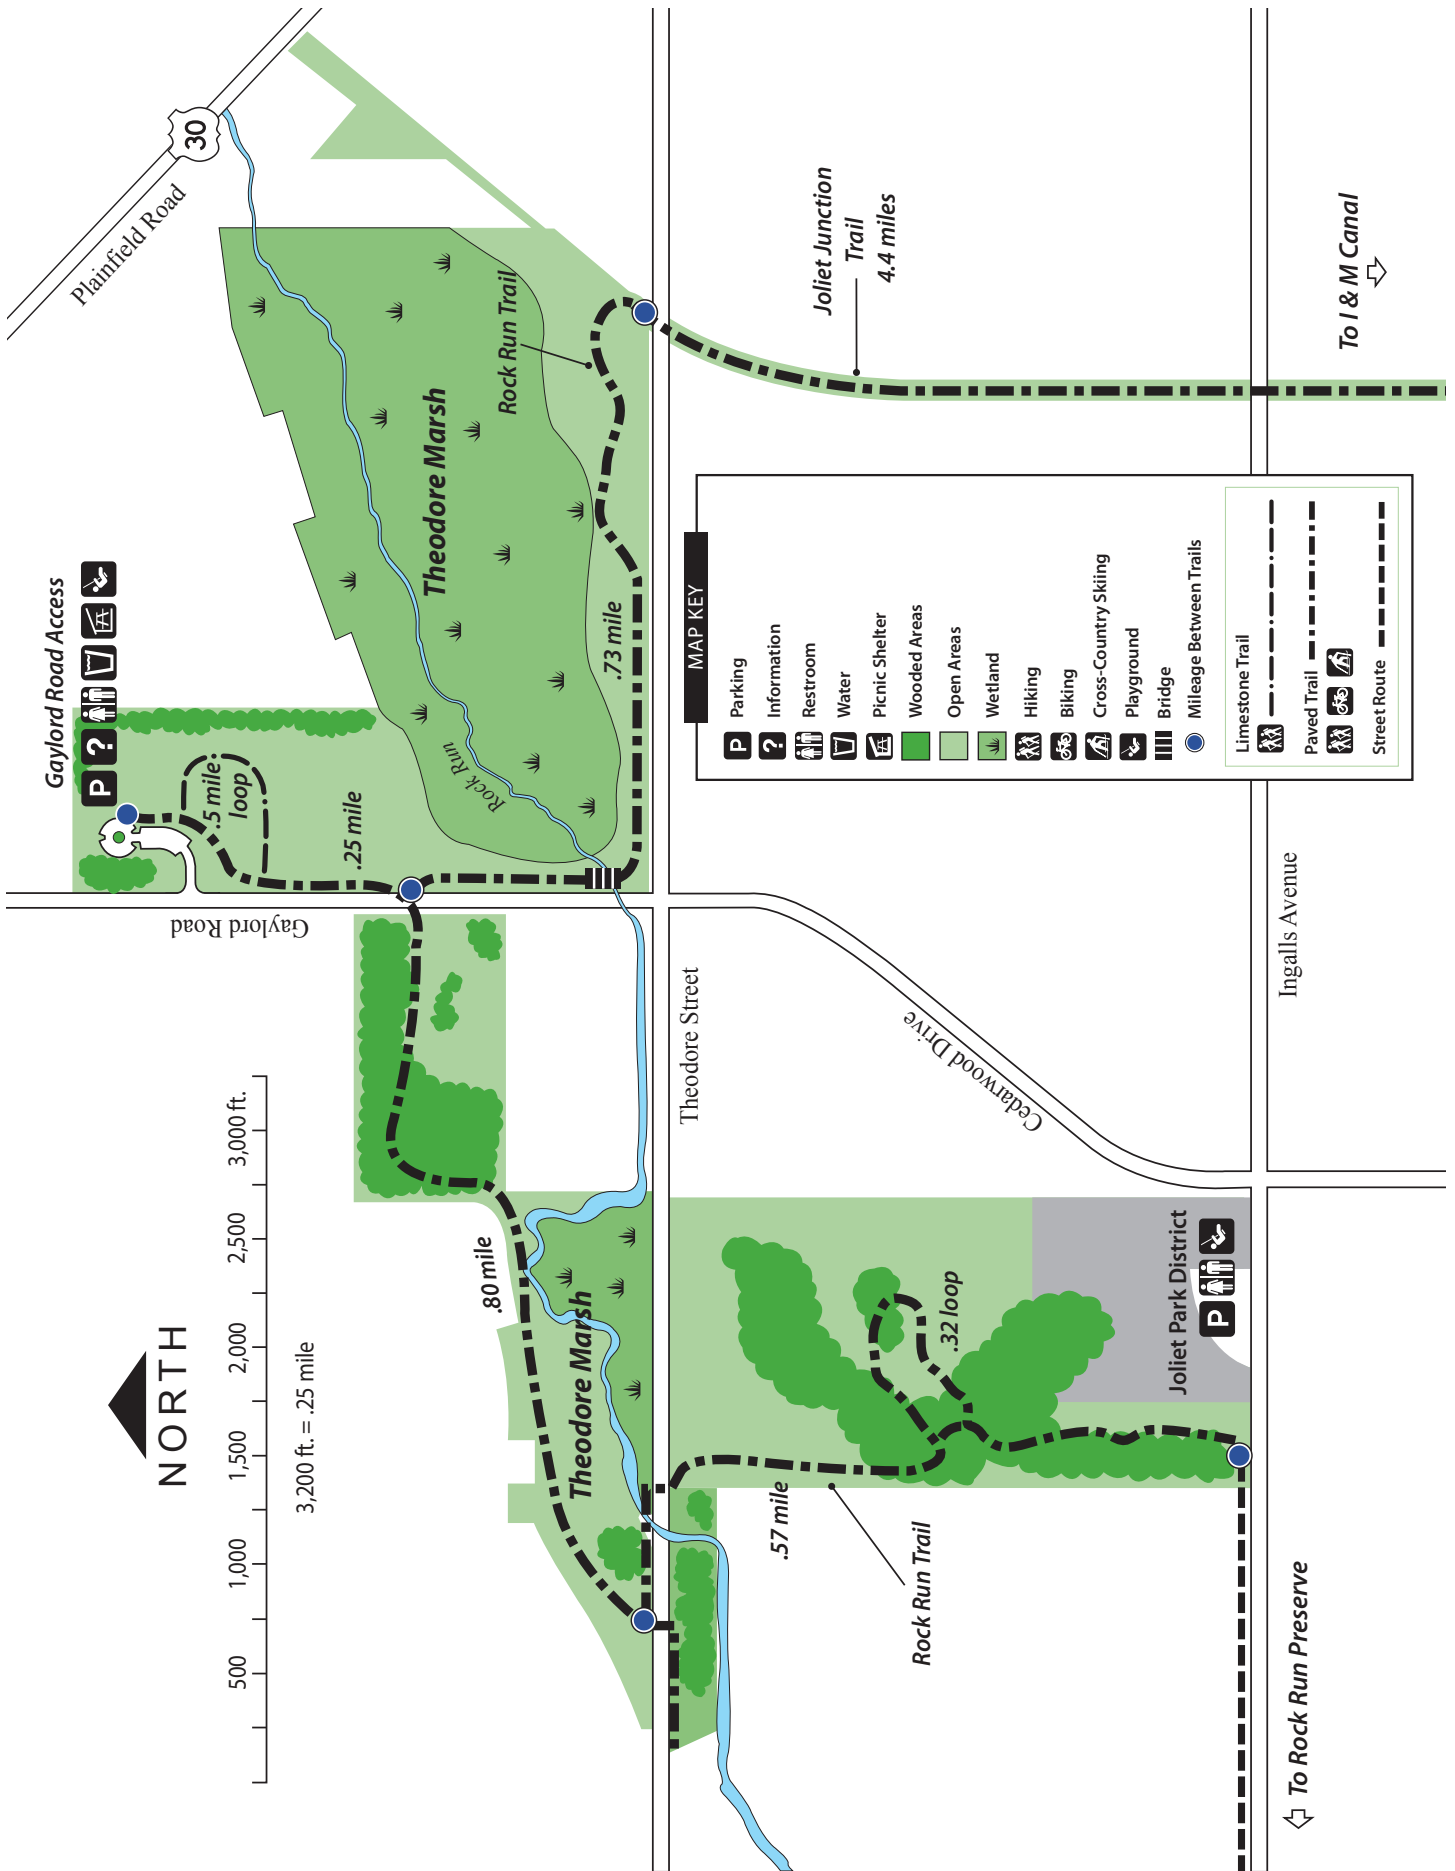 30
Plainfield Road
Gaylord Road Access
P ?
.5 mile
loop
.25 mile
Gaylord Road
Theodore Marsh
Rock Run Trail
Rock Run
.73 mile
Joliet Junction
Trail
4.4 miles
To I & M Canal
NORTH
500 1,000 1,500 2,000 2,500 3,000 ft.
3,200 ft. = .25 mile
.80 mile
Theodore Marsh
Theodore Street
Cedarwood Drive
Ingalls Avenue
.57 mile
Rock Run Trail
.32 loop
Joliet Park District
P
To Rock Run Preserve
MAP KEY
P Parking
? Information
Restroom
Water
Picnic Shelter
Wooded Areas
Open Areas
Wetland
Hiking
Biking
Cross-Country Skiing
Playground
Bridge
Mileage Between Trails
Limestone Trail
Paved Trail
Street Route